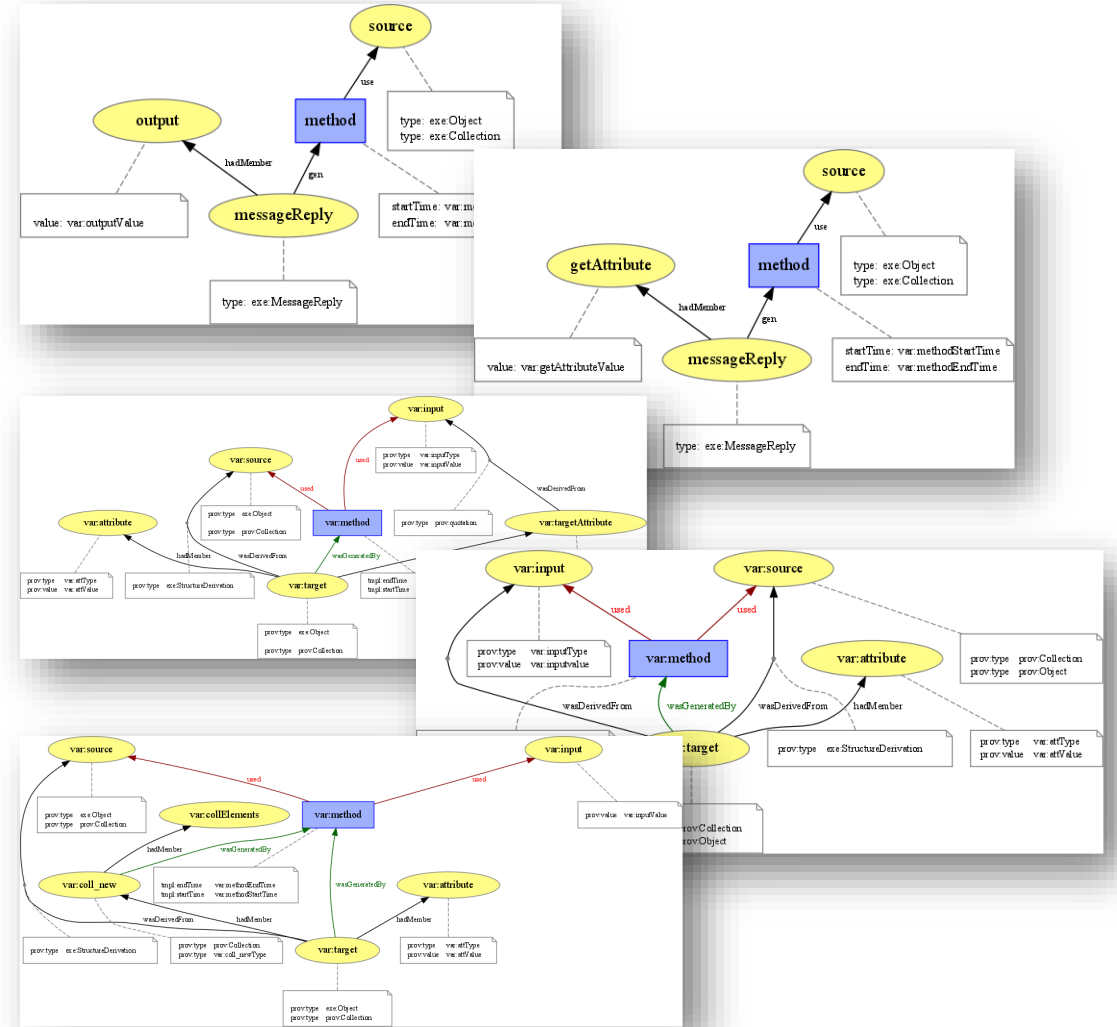 source
use
type: exe:Object
type: exe:Collection
output
method
hadMember
gen
value: var:outputValue
messageReply
startTime: var:me
endTime: var:me
type: exe:MessageReply
source
use
type: exe:Object
type: exe:Collection
getAttribute
method
hadMember
gen
value: var:getAttributeValue
messageReply
startTime: var:methodStartTime
endTime: var:methodEndTime
type: exe:MessageReply
var:input
prov:type var:inputType
prov:value var:inputValue
var:source
used
used
wasDerivedFrom
prov:type exe:Object
prov:type prov:Collection
var:attribute
var:method
prov:type prov:quotation
var:targetAttribute
hadMember
wasDerivedFrom
wasGeneratedBy
prov:type var:attType
prov:value var:attValue
prov:type exe:StructureDerivation
var:target
tmpl:endTime
tmpl:startTime
prov:type exe:Object
prov:type prov:Collection
var:input
var:source
used
used
prov:type var:inputType
prov:value var:inputvalue
var:method
var:attribute
prov:type prov:Collection
prov:type prov:Object
wasDerivedFrom
wasGeneratedBy
wasDerivedFrom
hadMember
:target
prov:type exe:StructureDerivation
prov:type var:attType
prov:value var:attValue
prov:Collection
prov:Object
var:source
var:input
used
used
prov:type exe:Object
prov:type prov:Collection
var:collElements
var:method
prov:value var:inputValue
hadMember
wasGeneratedBy
var:coll_new
tmpl:endTime var:methodEndTime
tmpl:startTime var:methodStartTime
wasGeneratedBy
var:attribute
wasDerivedFrom
hadMember
hadMember
prov:type exe:StructureDerivation
prov:type prov:Collection
prov:type var:coll_newType
var:target
prov:type var:attType
prov:value var:attValue
prov:type exe:Object
prov:type prov:Collection